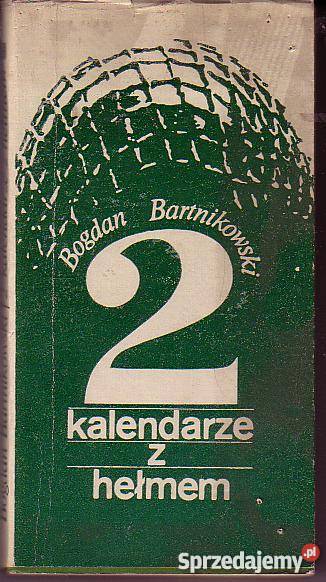 Bogdan Bartnikowski
2
kalendarze
z
hełmem
Sprzedajemy.pl